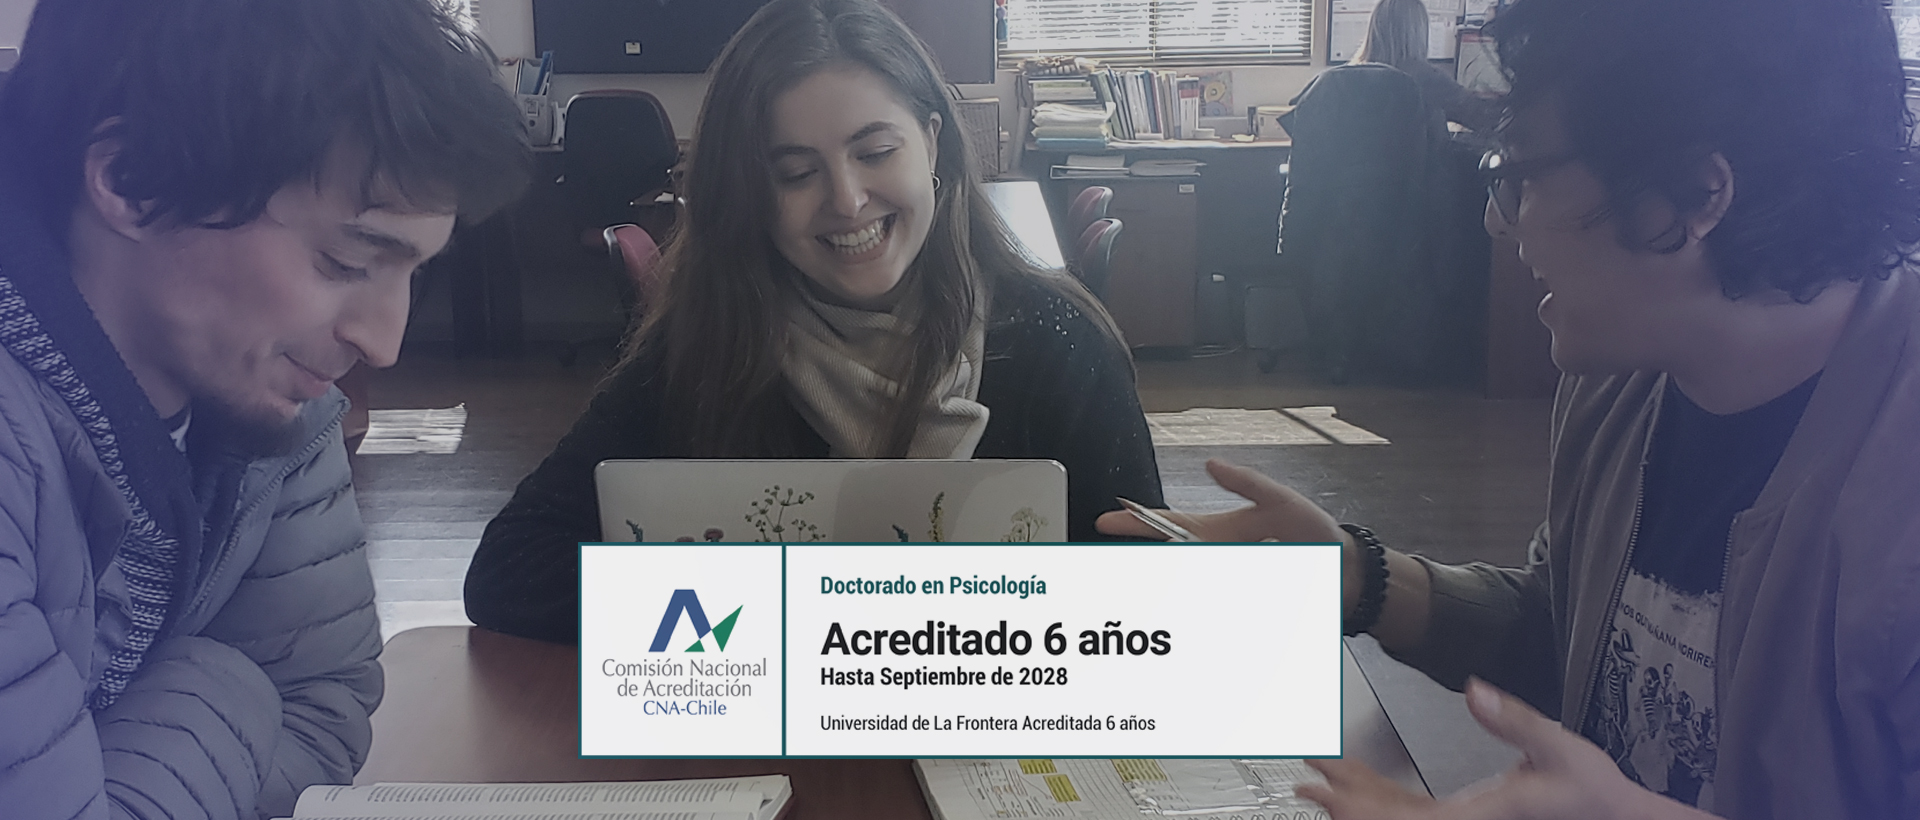 Comisión Nacional
de Acreditación
CNA-Chile
Doctorado en Psicología
Acreditado 6 años
Hasta Septiembre de 2028
Universidad de La Frontera Acreditada 6 años